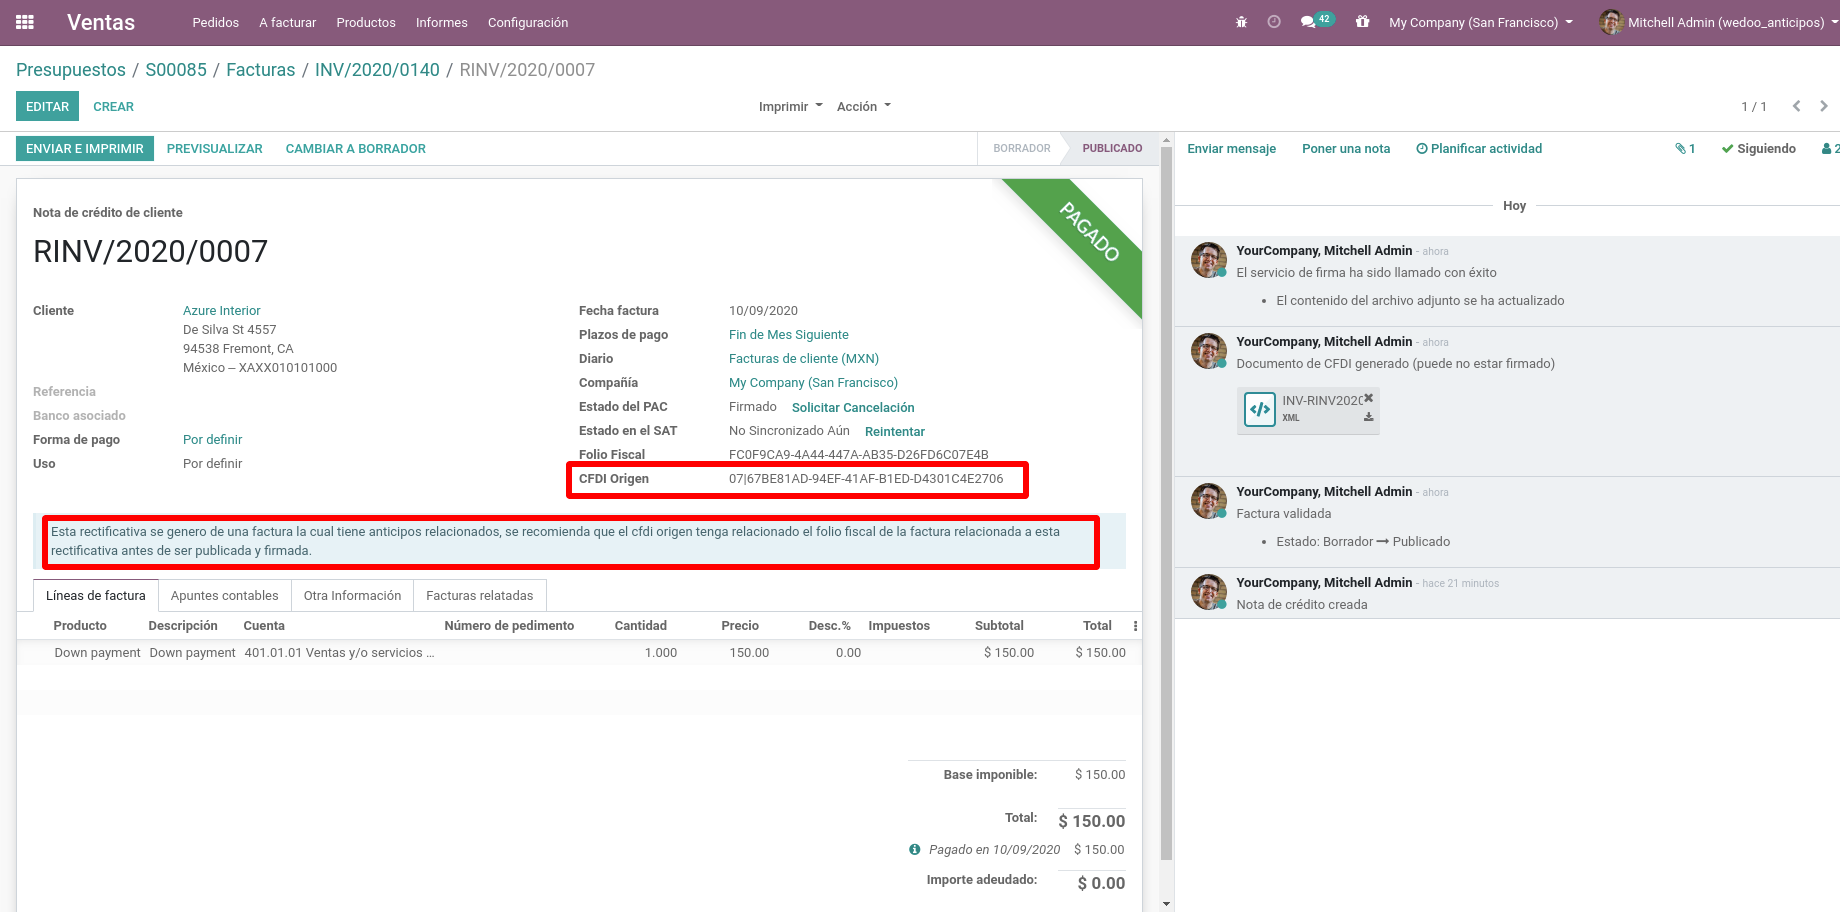 Ventas
Pedidos
A facturar
Productos
Informes
Configuración
42
My Company (San Francisco)
Mitchell Admin (wedoo_anticipos)
Presupuestos / S00085 / Facturas / INV/2020/0140 / RINV/2020/0007
EDITAR
CREAR
Imprimir
Acción
1 / 1
ENVIAR E IMPRIMIR
PREVISUALIZAR
CAMBIAR A BORRADOR
BORRADOR
PUBLICADO
PAGADO
Nota de crédito de cliente
RINV/2020/0007
Cliente
Azure Interior
De Silva St 4557
94538 Fremont, CA
México – XAXX010101000
Referencia
Banco asociado
Forma de pago Por definir
Uso Por definir
Fecha factura 10/09/2020
Plazos de pago Fin de Mes Siguiente
Diario Facturas de cliente (MXN)
Compañía My Company (San Francisco)
Estado del PAC Firmado Solicitar Cancelación
Estado en el SAT No Sincronizado Aún Reintentar
Folio Fiscal FC0F9CA9-4A44-447A-AB35-D26FD6C07E4B
CFDI Origen 07|67BE81AD-94EF-41AF-B1ED-D4301C4E2706
Esta rectificativa se genero de una factura la cual tiene anticipos relacionados, se recomienda que el cfdi origen tenga relacionado el folio fiscal de la factura relacionada a esta
rectificativa antes de ser publicada y firmada.
Líneas de factura
Apuntes contables
Otra Información
Facturas relatadas
Producto Descripción Cuenta Número de pedimento Cantidad Precio Desc.% Impuestos Subtotal Total
Down payment Down payment 401.01.01 Ventas y/o servicios ... 1.000 150.00 0.00 $ 150.00 $ 150.00
Base imponible: $ 150.00
Total: $ 150.00
Pagado en 10/09/2020 $ 150.00
Importe adeudado: $ 0.00
Enviar mensaje
Poner una nota
Planificar actividad
1
Siguiendo
2
Hoy
YourCompany, Mitchell Admin - ahora
El servicio de firma ha sido llamado con éxito
• El contenido del archivo adjunto se ha actualizado
YourCompany, Mitchell Admin - ahora
Documento de CFDI generado (puede no estar firmado)
INV-RINV2020
XML
YourCompany, Mitchell Admin - ahora
Factura validada
• Estado: Borrador → Publicado
YourCompany, Mitchell Admin - hace 21 minutos
Nota de crédito creada